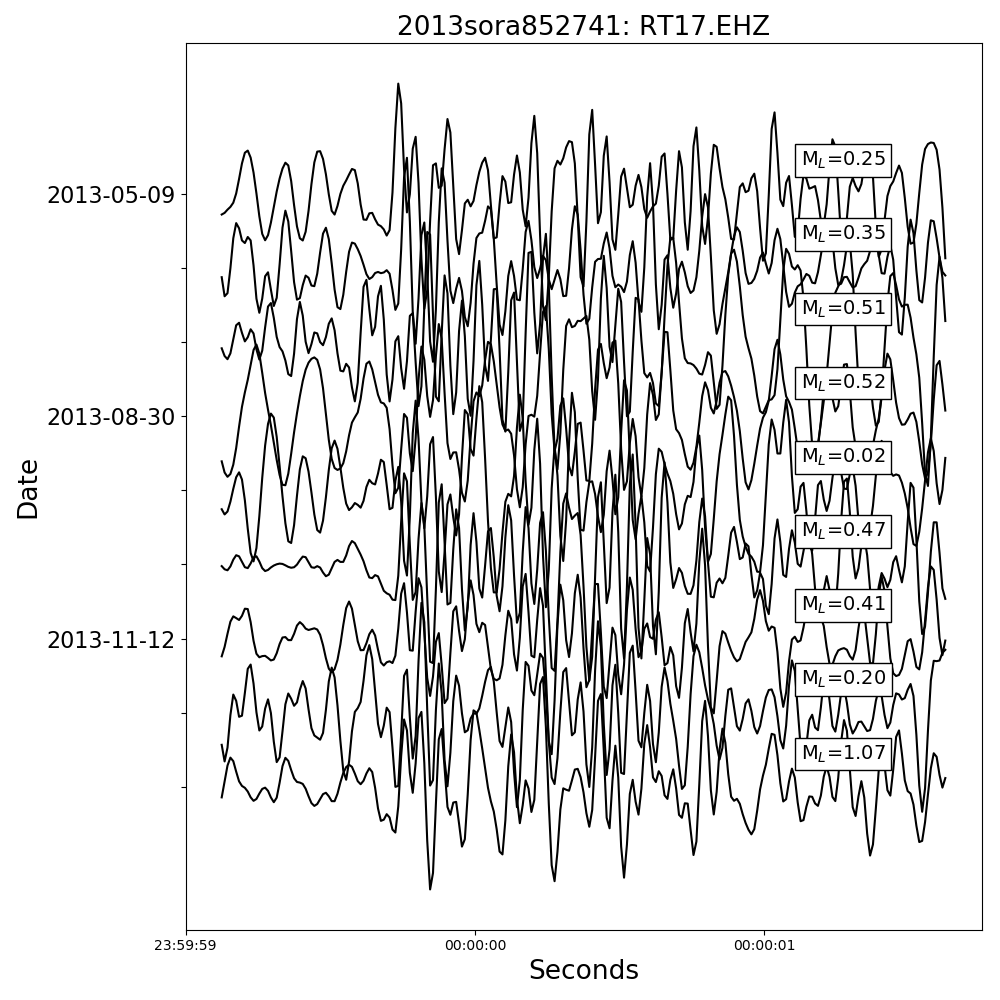 2013sora852741: RT17.EHZ
M_L=0.25
2013-05-09
M_L=0.35
M_L=0.51
M_L=0.52
2013-08-30
M_L=0.02
Date
M_L=0.47
M_L=0.41
2013-11-12
M_L=0.20
M_L=1.07
23:59:59 00:00:00 00:00:01
Seconds